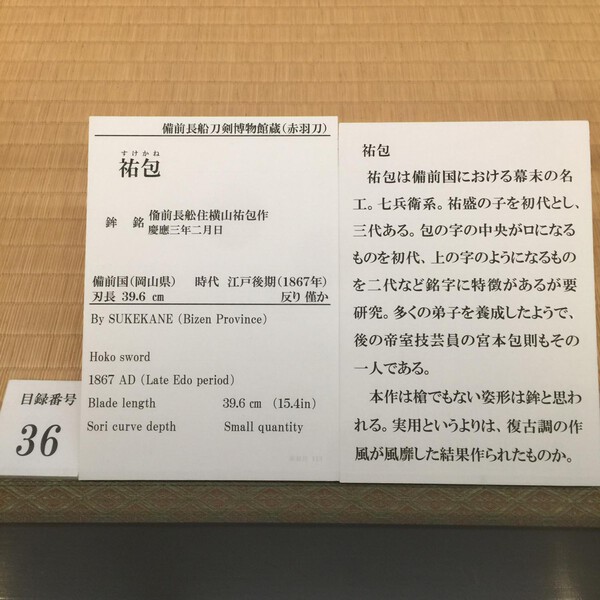 備前長船刀剣博物館蔵(赤羽刀)
すけかね
祐包
鉾 銘 備前長舩住横山祐包作
慶應三年二月日
備前国(岡山県) 時代 江戸後期(1867年)
刃長 39.6 ㎝ 反り 僅か
By SUKEKANE (Bizen Province)
Hoko sword
1867 AD (Late Edo period)
Blade length 39.6 ㎝ (15.4in)
Sori curve depth Small quantity
目録番号
36
祐包
祐包は備前国における幕末の名
工。七兵衛系。祐盛の子を初代とし、
三代ある。包の字の中央がロになる
ものを初代、上の字のようになるもの
を二代など銘字に特徴があるが要
研究。多くの弟子を養成したようで、
後の帝室技芸員の宮本包則もその
一人である。
本作は槍でもない姿形は鉾と思わ
れる。実用というよりは、復古調の作
風が風靡した結果作られたものか。